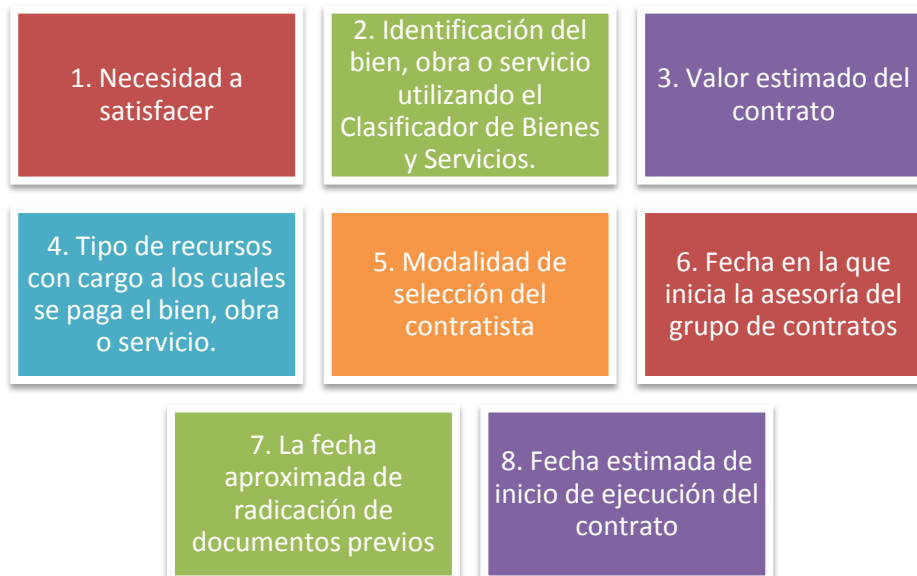 1. Necesidad a
satisfacer
2. Identificación del
bien, obra o servicio
utilizando el
Clasificador de Bienes
y Servicios.
3. Valor estimado del
contrato
4. Tipo de recursos
con cargo a los cuales
se paga el bien, obra
o servicio.
5. Modalidad de
selección del
contratista
6. Fecha en la que
inicia la asesoría del
grupo de contratos
7. La fecha
aproximada de
radicación de
documentos previos
8. Fecha estimada de
inicio de ejecución del
contrato